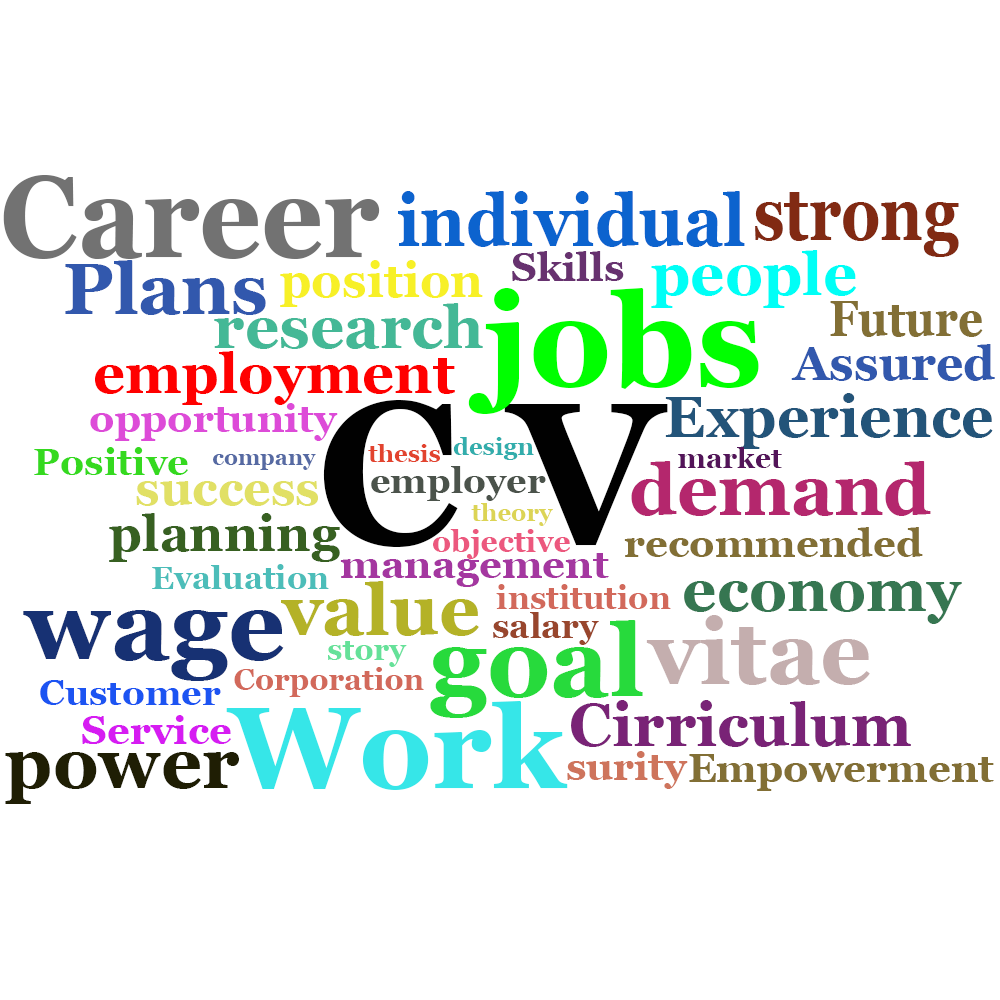 Career
individual
strong
Plans
position
Skills
people
research
jobs
Future
employment
Assured
opportunity
CV
Experience
Positive
company
thesis
design
market
success
employer
demand
theory
planning
objective
recommended
Evaluation
management
wage
value
institution
economy
salary
story
goal
vitae
Customer
Corporation
Service
Work
Cirriculum
power
surity
Empowerment